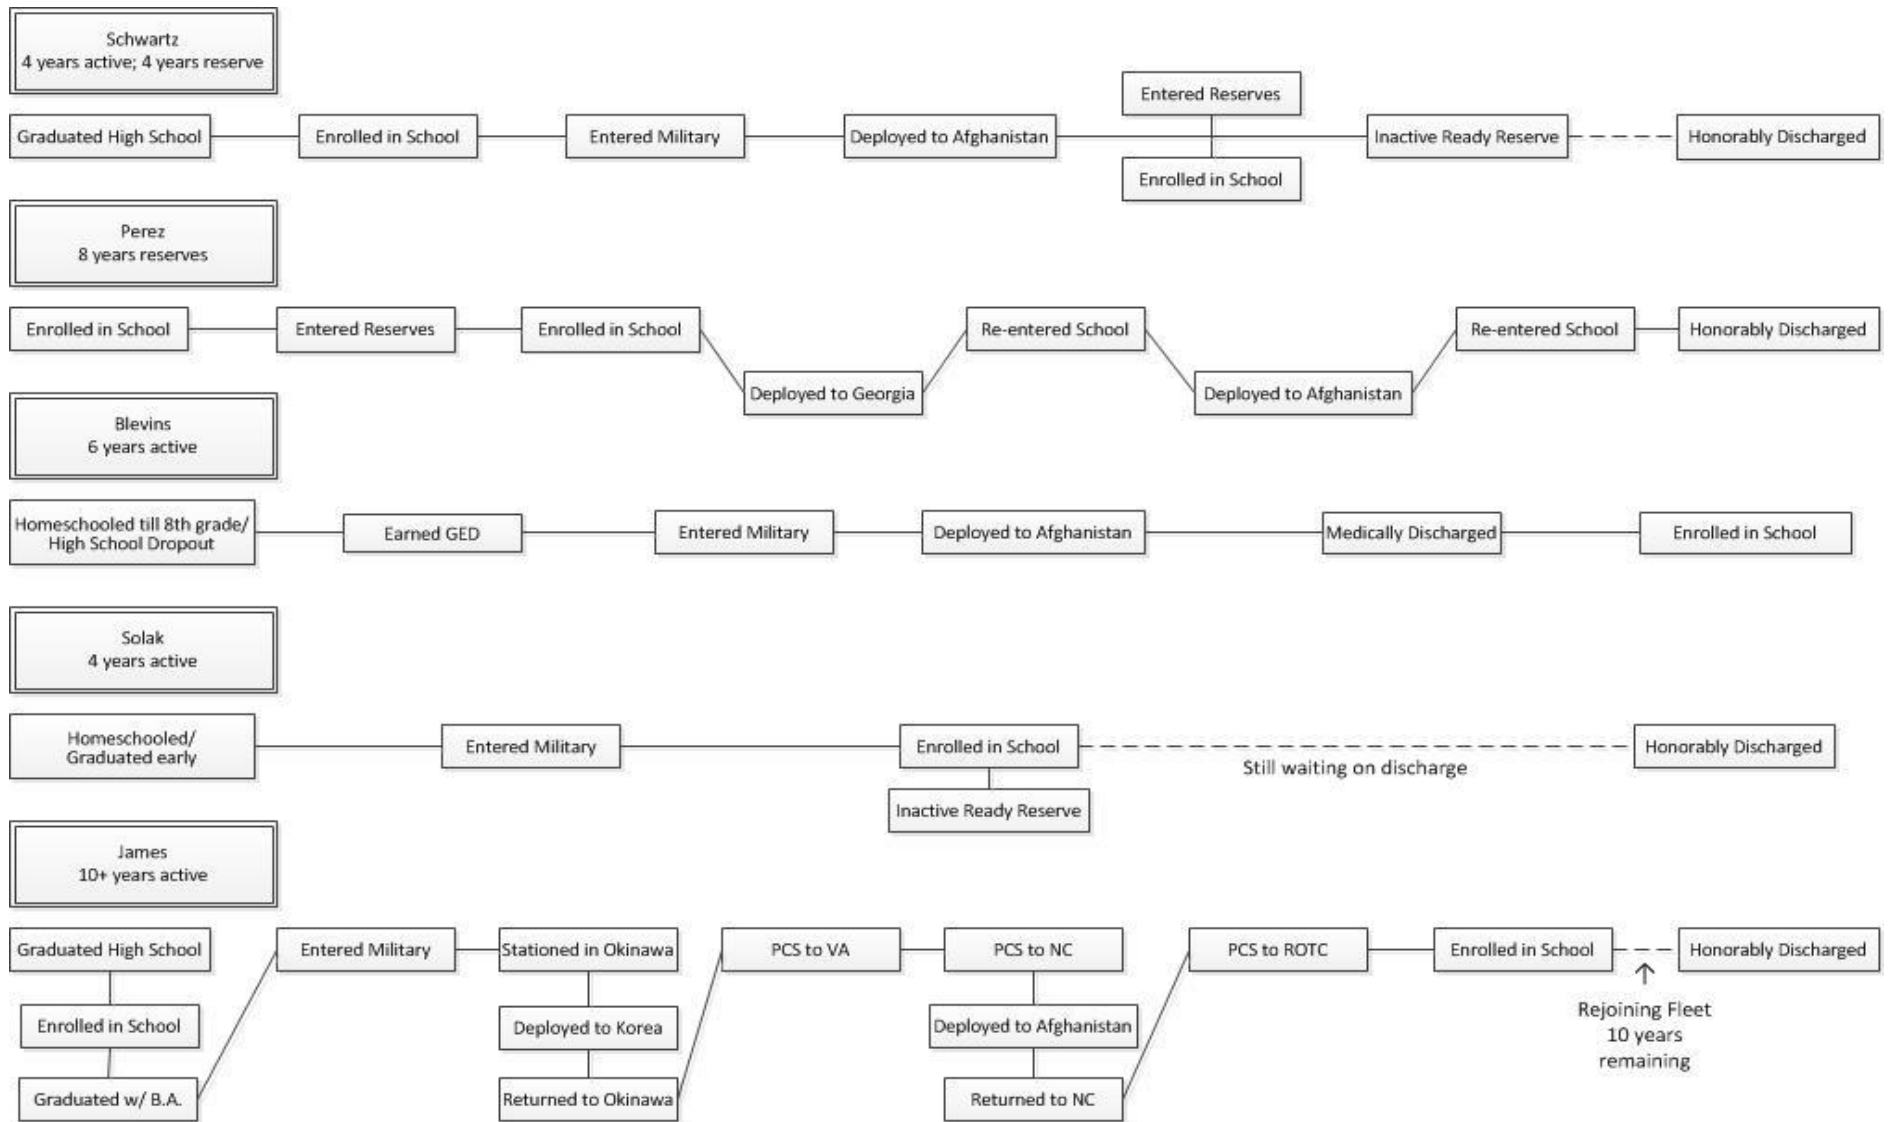 Schwartz
4 years active; 4 years reserve
Entered Reserves
Graduated High School
Enrolled in School
Entered Military
Deployed to Afghanistan
Inactive Ready Reserve
Honorably Discharged
Enrolled in School
Perez
8 years reserves
Enrolled in School
Entered Reserves
Enrolled in School
Re-entered School
Re-entered School
Honorably Discharged
Deployed to Georgia
Deployed to Afghanistan
Blevins
6 years active
Homeschooled till 8th grade/
High School Dropout
Earned GED
Entered Military
Deployed to Afghanistan
Medically Discharged
Enrolled in School
Solak
4 years active
Homeschooled/
Graduated early
Entered Military
Enrolled in School
Honorably Discharged
Still waiting on discharge
Inactive Ready Reserve
James
10+ years active
Graduated High School
Entered Military
Stationed in Okinawa
PCS to VA
PCS to NC
PCS to ROTC
Enrolled in School
Honorably Discharged
Enrolled in School
Deployed to Korea
Deployed to Afghanistan
Rejoining Fleet
10 years
remaining
Graduated w/ B.A.
Returned to Okinawa
Returned to NC